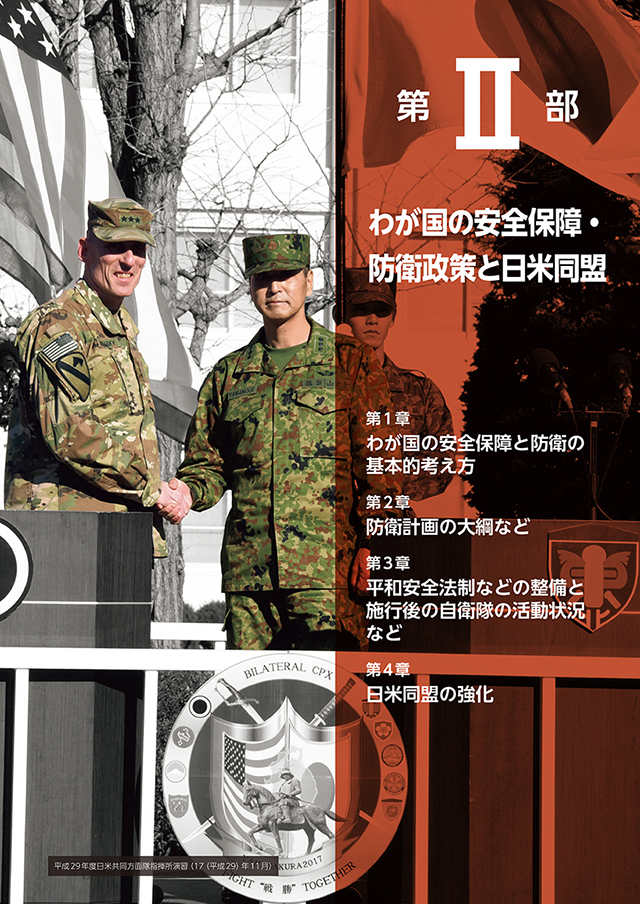 第 Ⅱ 部
わが国の安全保障・
防衛政策と日米同盟
第1章
わが国の安全保障と防衛の
基本的考え方
第2章
防衛計画の大綱など
第3章
平和安全法制などの整備と
施行後の自衛隊の活動状況
など
第4章
日米同盟の強化
BILATERAL CPX
XURA2017
FIGHT "戦 勝" TOGETHER
平成29年度日米共同方面隊指揮所演習（17（平成29）年11月）